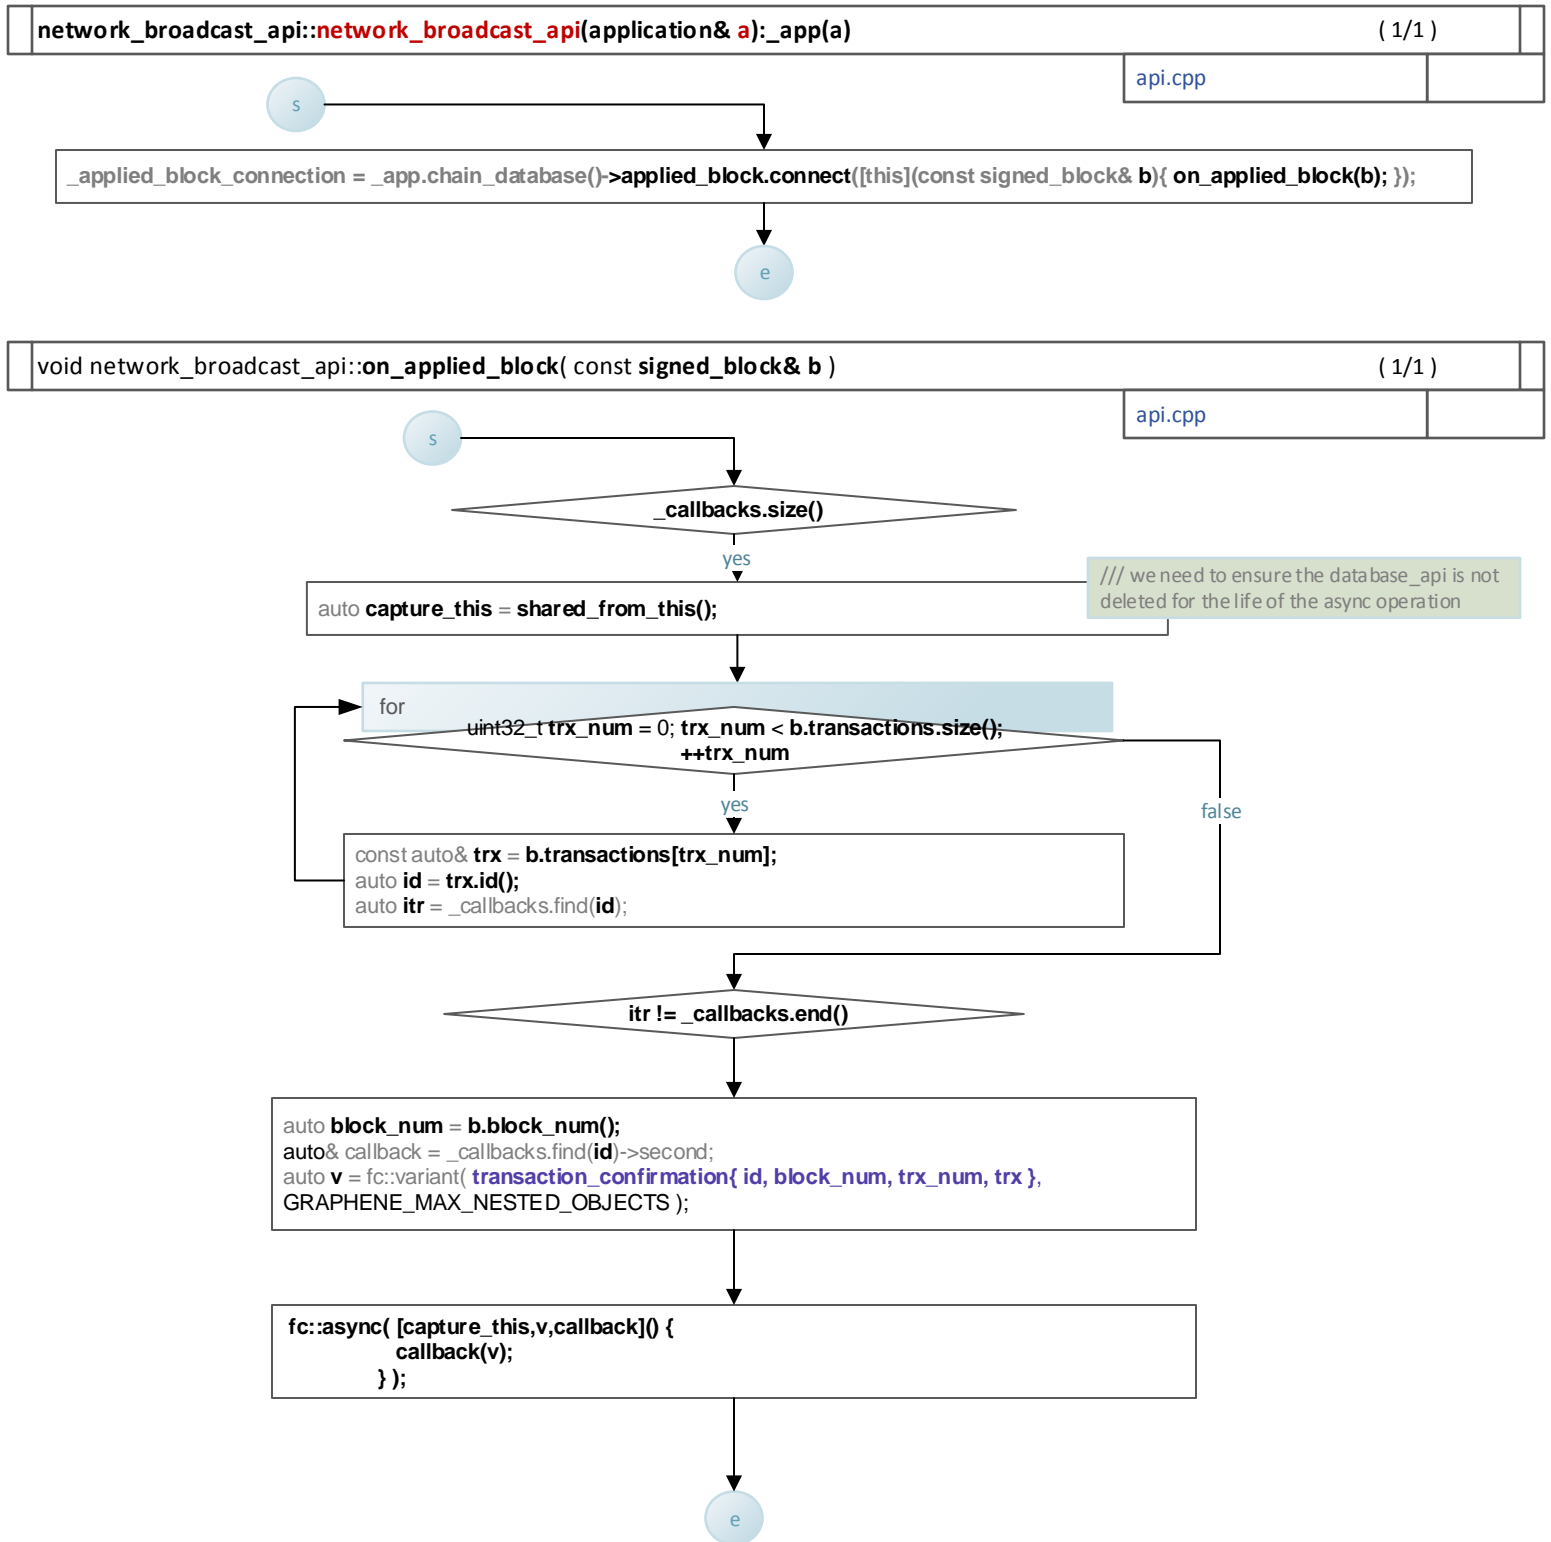 network_broadcast_api::network_broadcast_api(application& a):_app(a) ( 1/1 )
api.cpp
s
_applied_block_connection = _app.chain_database()->applied_block.connect([this](const signed_block& b){ on_applied_block(b); });
e
void network_broadcast_api::on_applied_block( const signed_block& b ) ( 1/1 )
api.cpp
s
_callbacks.size()
yes
/// we need to ensure the database_api is not
deleted for the life of the async operation
auto capture_this = shared_from_this();
for
uint32_t trx_num = 0; trx_num < b.transactions.size();
++trx_num
yes
false
const auto& trx = b.transactions[trx_num];
auto id = trx.id();
auto itr = _callbacks.find(id);
itr != _callbacks.end()
auto block_num = b.block_num();
auto& callback = _callbacks.find(id)->second;
auto v = fc::variant( transaction_confirmation{ id, block_num, trx_num, trx },
GRAPHENE_MAX_NESTED_OBJECTS );
fc::async( [capture_this,v,callback]() {
callback(v);
} );
e